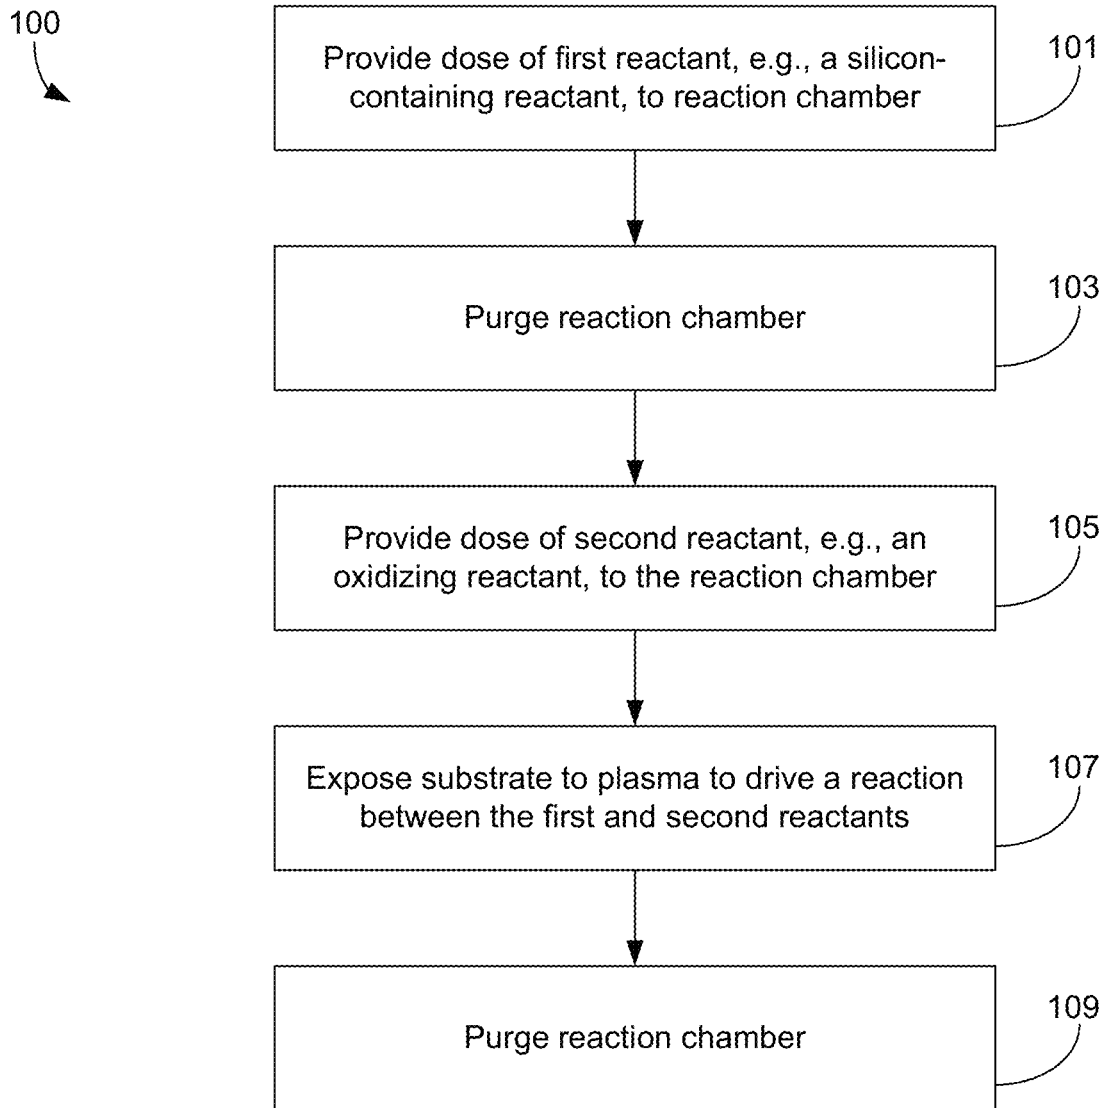 100
Provide dose of first reactant, e.g., a silicon-
containing reactant, to reaction chamber
101
Purge reaction chamber
103
Provide dose of second reactant, e.g., an
oxidizing reactant, to the reaction chamber
105
Expose substrate to plasma to drive a reaction
between the first and second reactants
107
Purge reaction chamber
109